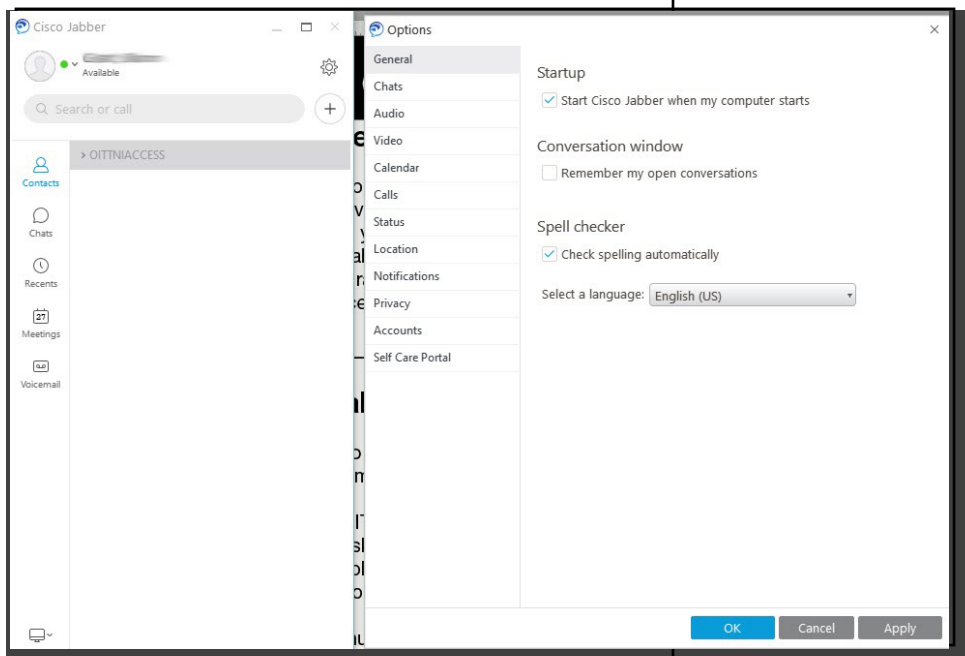 Cisco Jabber
Available
Search or call
Contacts
Chats
Recents
27
Meetings
Voicemail
> OITTNIACCESS
Options
General
Chats
Audio
Video
Calendar
Calls
Status
Location
Notifications
Privacy
Accounts
Self Care Portal
Startup
Start Cisco Jabber when my computer starts
Conversation window
Remember my open conversations
Spell checker
Check spelling automatically
Select a language: English (US)
OK Cancel Apply